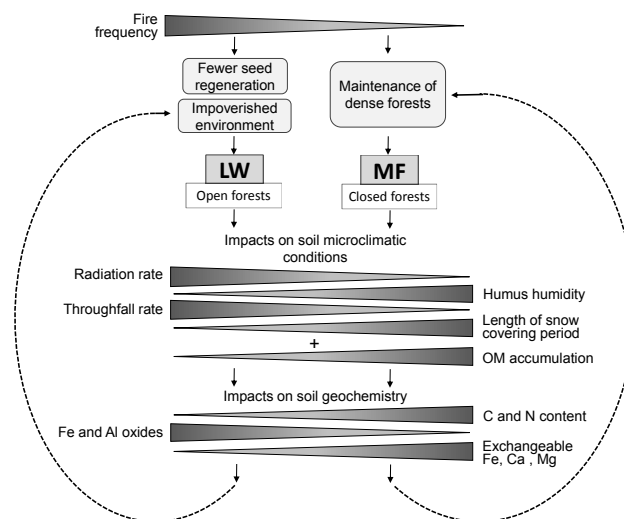 Fire
frequency
Fewer seed
regeneration
Impoverished
environment
Maintenance of
dense forests
LW
Open forests
MF
Closed forests
Impacts on soil microclimatic
conditions
Radiation rate
Humus humidity
Throughfall rate
Length of snow
covering period
+
OM accumulation
Impacts on soil geochemistry
C and N content
Fe and Al oxides
Exchangeable
Fe, Ca , Mg